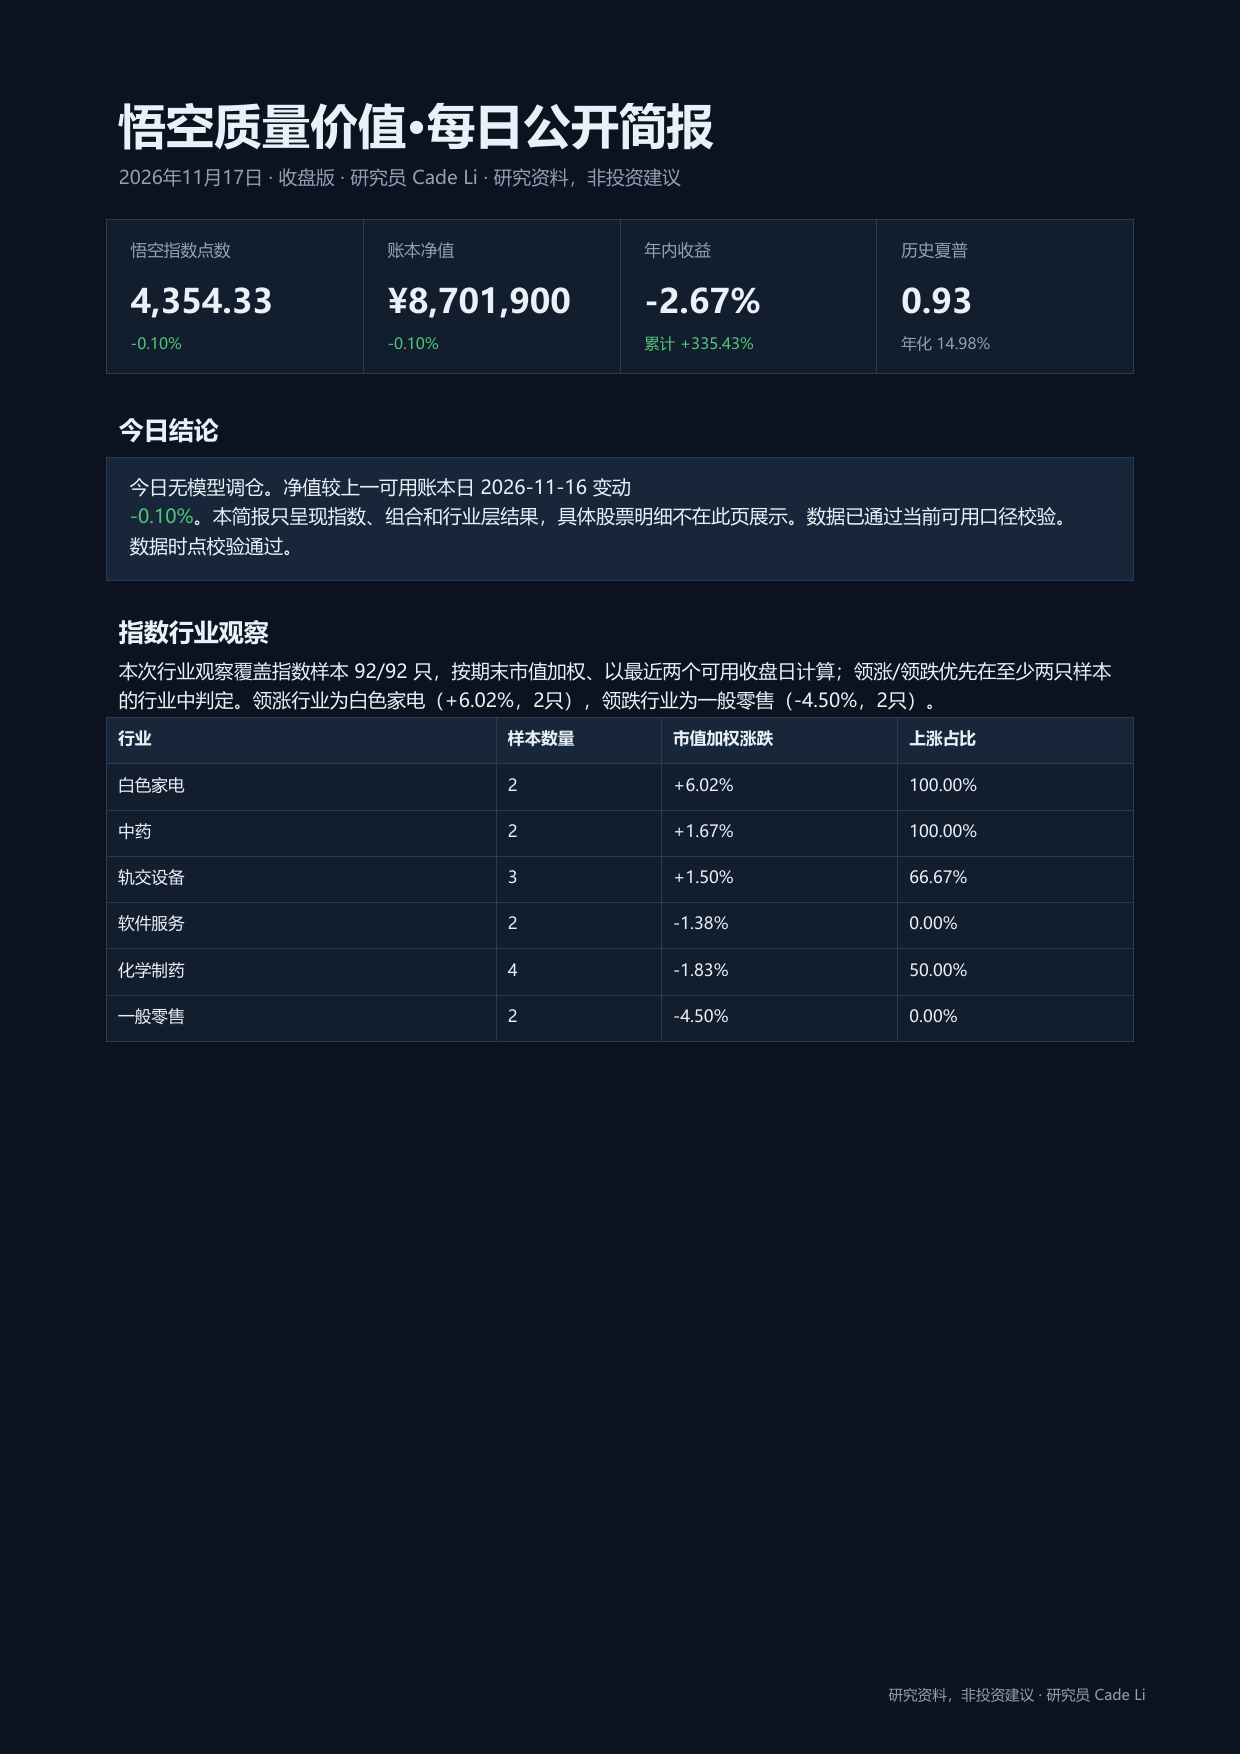 悟空质量价值•每日公开简报
2026年11月17日 · 收盘版 · 研究员 Cade Li · 研究资料，非投资建议
悟空指数点数
4,354.33
-0.10%
账本净值
¥8,701,900
-0.10%
年内收益
-2.67%
累计 +335.43%
历史夏普
0.93
年化 14.98%
今日结论
今日无模型调仓。净值较上一可用账本日 2026-11-16 变动
-0.10%。本简报只呈现指数、组合和行业层结果，具体股票明细不在此页展示。数据已通过当前可用口径校验。
数据时点校验通过。
指数行业观察
本次行业观察覆盖指数样本 92/92 只，按期末市值加权、以最近两个可用收盘日计算；领涨/领跌优先在至少两只样本
的行业中判定。领涨行业为白色家电（+6.02%，2只），领跌行业为一般零售（-4.50%，2只）。
行业 样本数量 市值加权涨跌 上涨占比
白色家电 2 +6.02% 100.00%
中药 2 +1.67% 100.00%
轨交设备 3 +1.50% 66.67%
软件服务 2 -1.38% 0.00%
化学制药 4 -1.83% 50.00%
一般零售 2 -4.50% 0.00%
研究资料，非投资建议 · 研究员 Cade Li